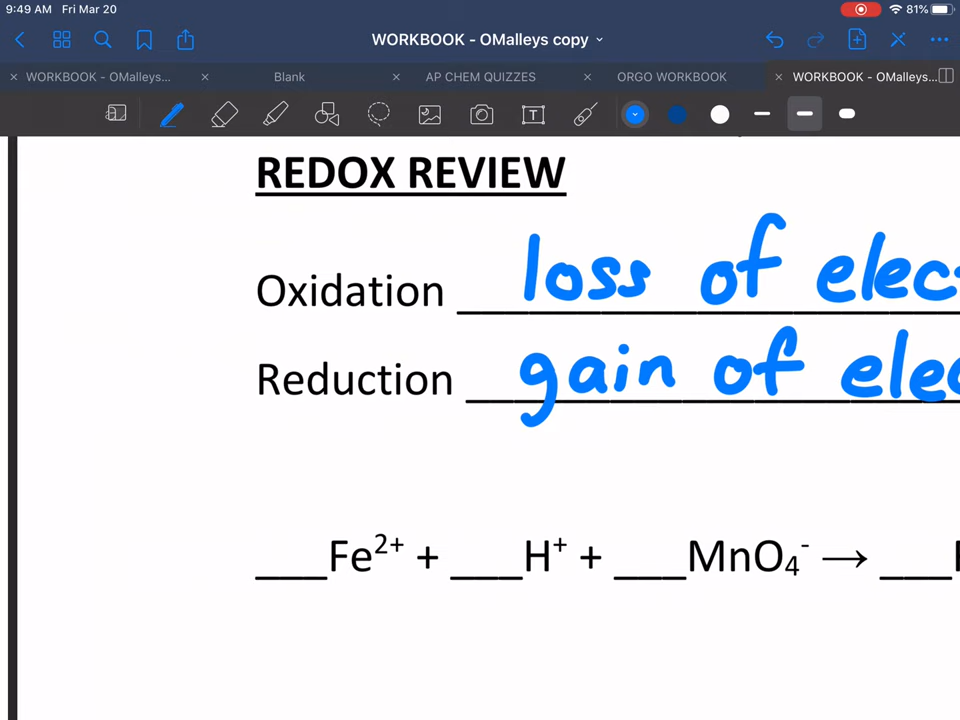 9:49 AM Fri Mar 20 81%
WORKBOOK - OMalleys copy
WORKBOOK - OMalleys... Blank AP CHEM QUIZZES ORGO WORKBOOK WORKBOOK - OMalleys...
REDOX REVIEW
Oxidation loss of elec
Reduction gain of elec
___Fe²⁺ + ___H⁺ + ___MnO₄⁻ → ___F